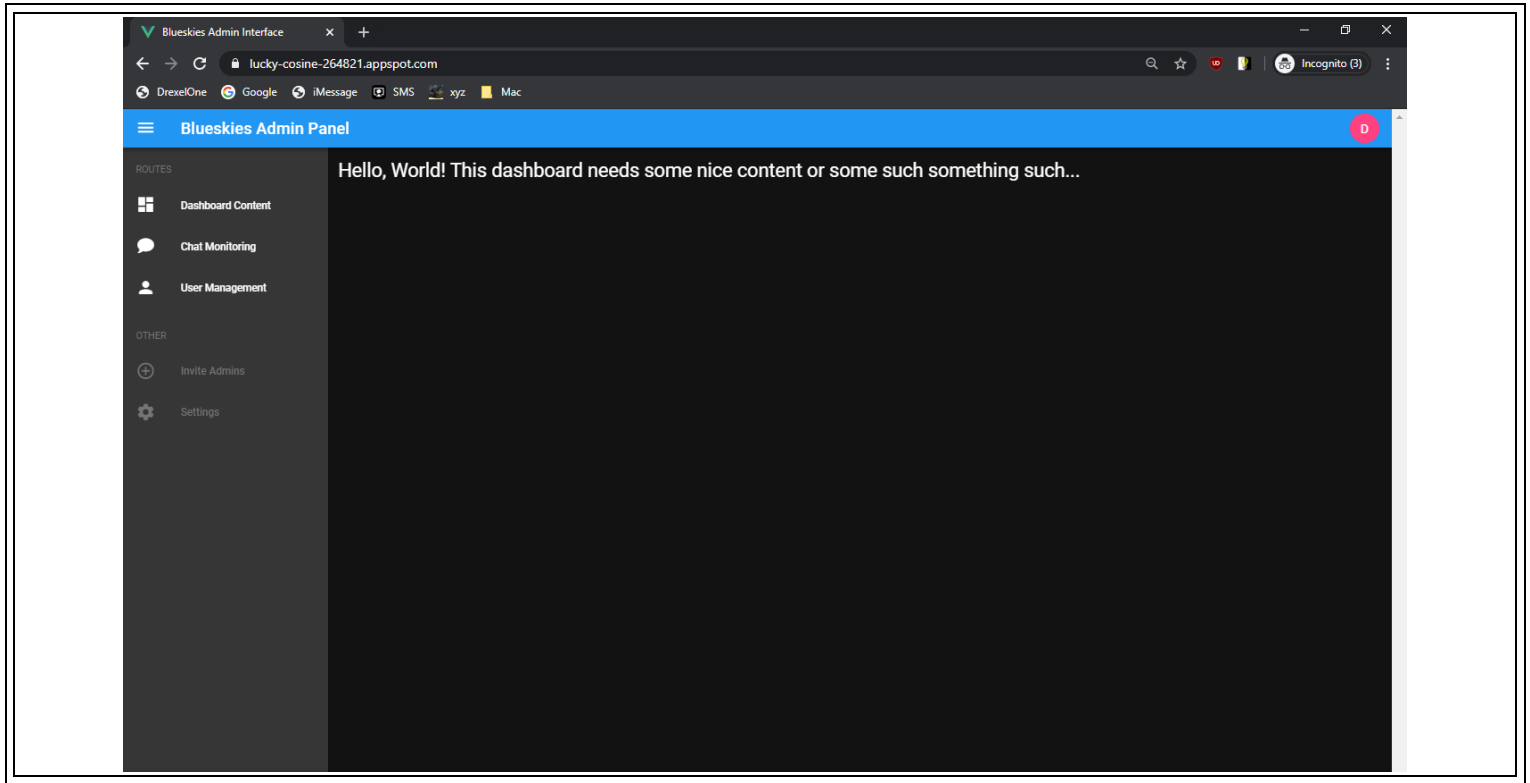 Blueskies Admin Interface
lucky-cosine-264821.appspot.com
Incognito (3)
DrexelOne Google iMessage SMS xyz Mac
Blueskies Admin Panel
D
ROUTES
Hello, World! This dashboard needs some nice content or some such something such...
Dashboard Content
Chat Monitoring
User Management
OTHER
Invite Admins
Settings